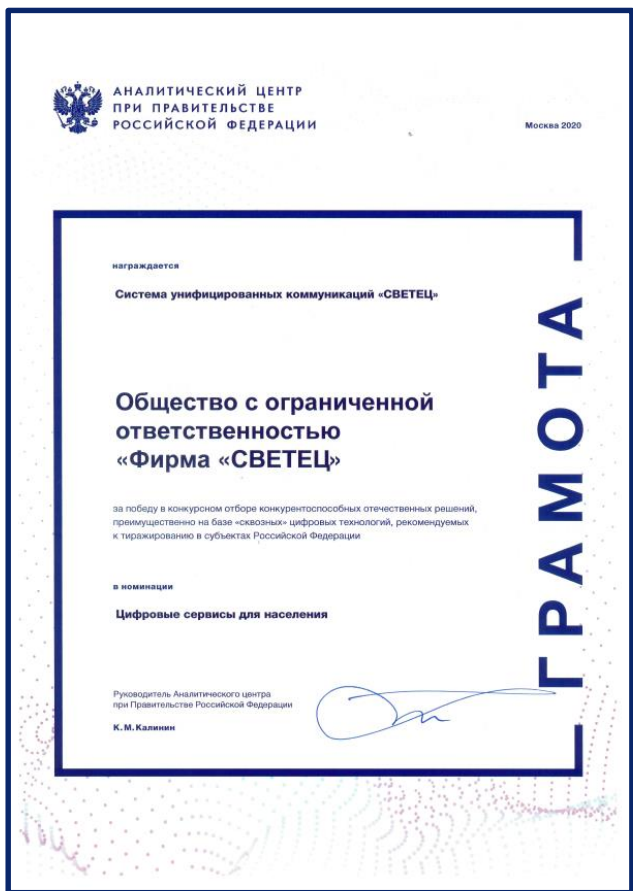 АНАЛИТИЧЕСКИЙ ЦЕНТР
ПРИ ПРАВИТЕЛЬСТВЕ
РОССИЙСКОЙ ФЕДЕРАЦИИ
Москва 2020
награждается
Система унифицированных коммуникаций «СВЕТЕЦ»
Общество с ограниченной
ответственностью
«Фирма «СВЕТЕЦ»
за победу в конкурсном отборе конкурентоспособных отечественных решений,
преимущественно на базе «сквозных» цифровых технологий, рекомендуемых
к тиражированию в субъектах Российской Федерации
в номинации
Цифровые сервисы для населения
Руководитель Аналитического центра
при Правительстве Российской Федерации
К. М. Калинин
ГРАМОТА